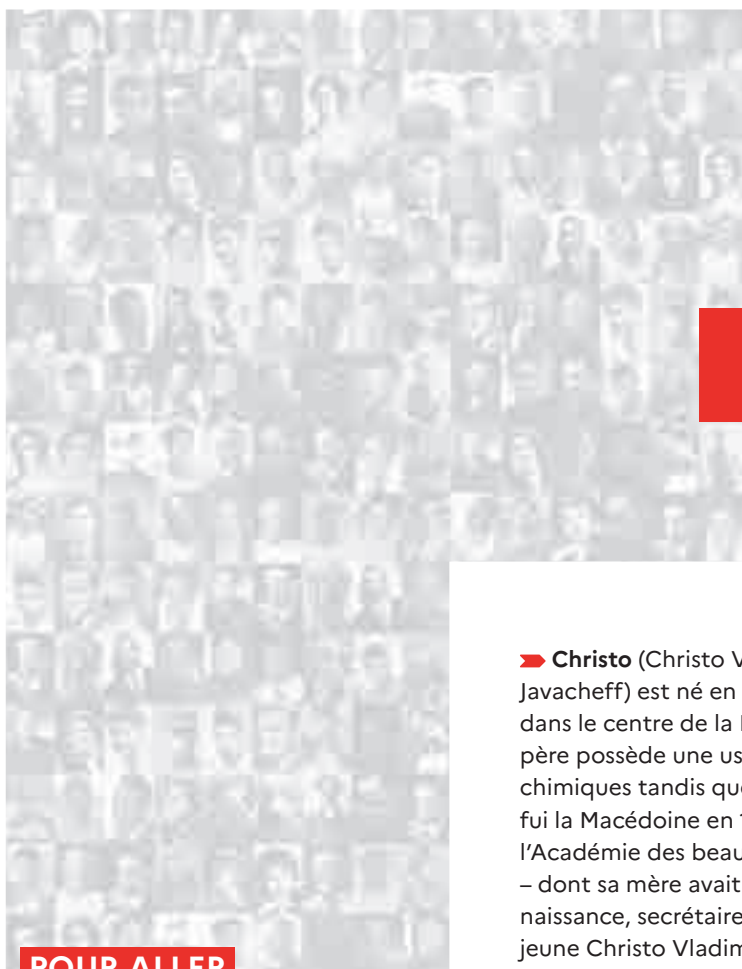 Christo (Christo V
Javacheff) est né en
dans le centre de la
père possède une us
chimiques tandis que
fui la Macédoine en
l'Académie des beau
– dont sa mère avait
naissance, secrétaire
jeune Christo Vladim
POUR ALLER